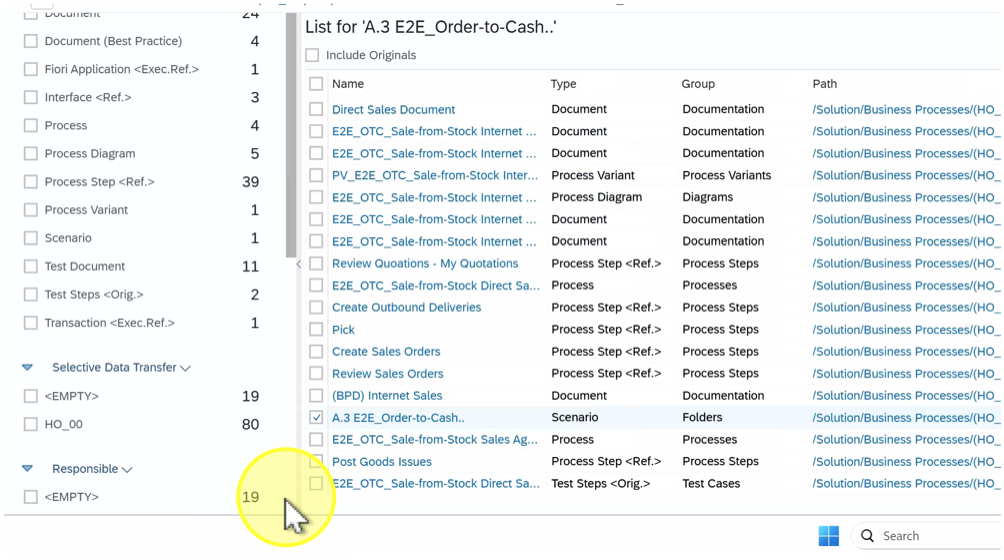 Document 24
Document (Best Practice) 4
Fiori Application <Exec.Ref.> 1
Interface <Ref.> 3
Process 4
Process Diagram 5
Process Step <Ref.> 39
Process Variant 1
Scenario 1
Test Document 11
Test Steps <Orig.> 2
Transaction <Exec.Ref.> 1
Selective Data Transfer
<EMPTY> 19
HO_00 80
Responsible
<EMPTY> 19
List for 'A.3 E2E_Order-to-Cash..'
Include Originals
Name Type Group Path
Direct Sales Document Document Documentation /Solution/Business Processes/(HO_
E2E_OTC_Sale-from-Stock Internet ... Document Documentation /Solution/Business Processes/(HO_
E2E_OTC_Sale-from-Stock Internet ... Document Documentation /Solution/Business Processes/(HO_
PV_E2E_OTC_Sale-from-Stock Inter... Process Variant Process Variants /Solution/Business Processes/(HO_
E2E_OTC_Sale-from-Stock Internet ... Process Diagram Diagrams /Solution/Business Processes/(HO_
E2E_OTC_Sale-from-Stock Internet ... Document Documentation /Solution/Business Processes/(HO_
E2E_OTC_Sale-from-Stock Internet ... Document Documentation /Solution/Business Processes/(HO_
Review Quoations - My Quotations Process Step <Ref.> Process Steps /Solution/Business Processes/(HO_
E2E_OTC_Sale-from-Stock Direct Sa... Process Processes /Solution/Business Processes/(HO_
Create Outbound Deliveries Process Step <Ref.> Process Steps /Solution/Business Processes/(HO_
Pick Process Step <Ref.> Process Steps /Solution/Business Processes/(HO_
Create Sales Orders Process Step <Ref.> Process Steps /Solution/Business Processes/(HO_
Review Sales Orders Process Step <Ref.> Process Steps /Solution/Business Processes/(HO_
(BPD) Internet Sales Document Documentation /Solution/Business Processes/(HO_
A.3 E2E_Order-to-Cash.. Scenario Folders /Solution/Business Processes/(HO_
E2E_OTC_Sale-from-Stock Sales Ag... Process Processes /Solution/Business Processes/(HO_
Post Goods Issues Process Step <Ref.> Process Steps /Solution/Business Processes/(HO_
E2E_OTC_Sale-from-Stock Direct Sa... Test Steps <Orig.> Test Cases /Solution/Business Processes/(HO_
Search